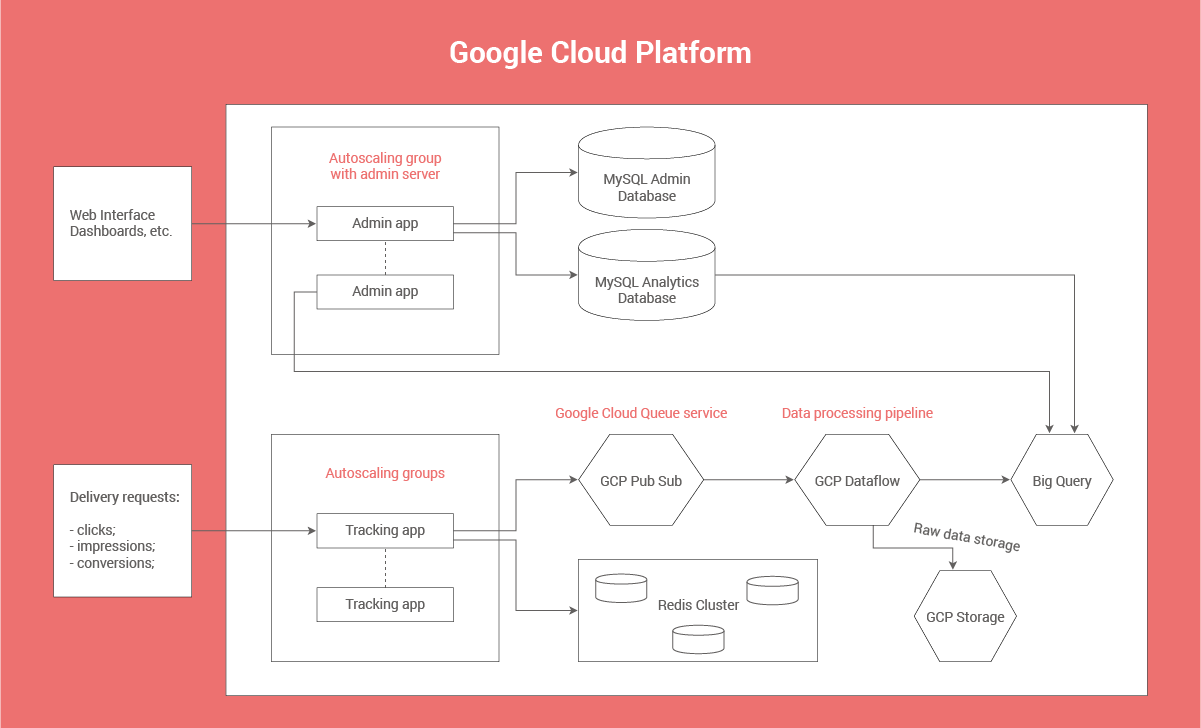 Google Cloud Platform
Autoscaling group
with admin server
Web Interface
Dashboards, etc.
Admin app
Admin app
MySQL Admin
Database
MySQL Analytics
Database
Google Cloud Queue service
Data processing pipeline
Delivery requests:
- clicks;
- impressions;
- conversions;
Autoscaling groups
Tracking app
Tracking app
GCP Pub Sub
GCP Dataflow
Big Query
Raw data storage
Redis Cluster
GCP Storage